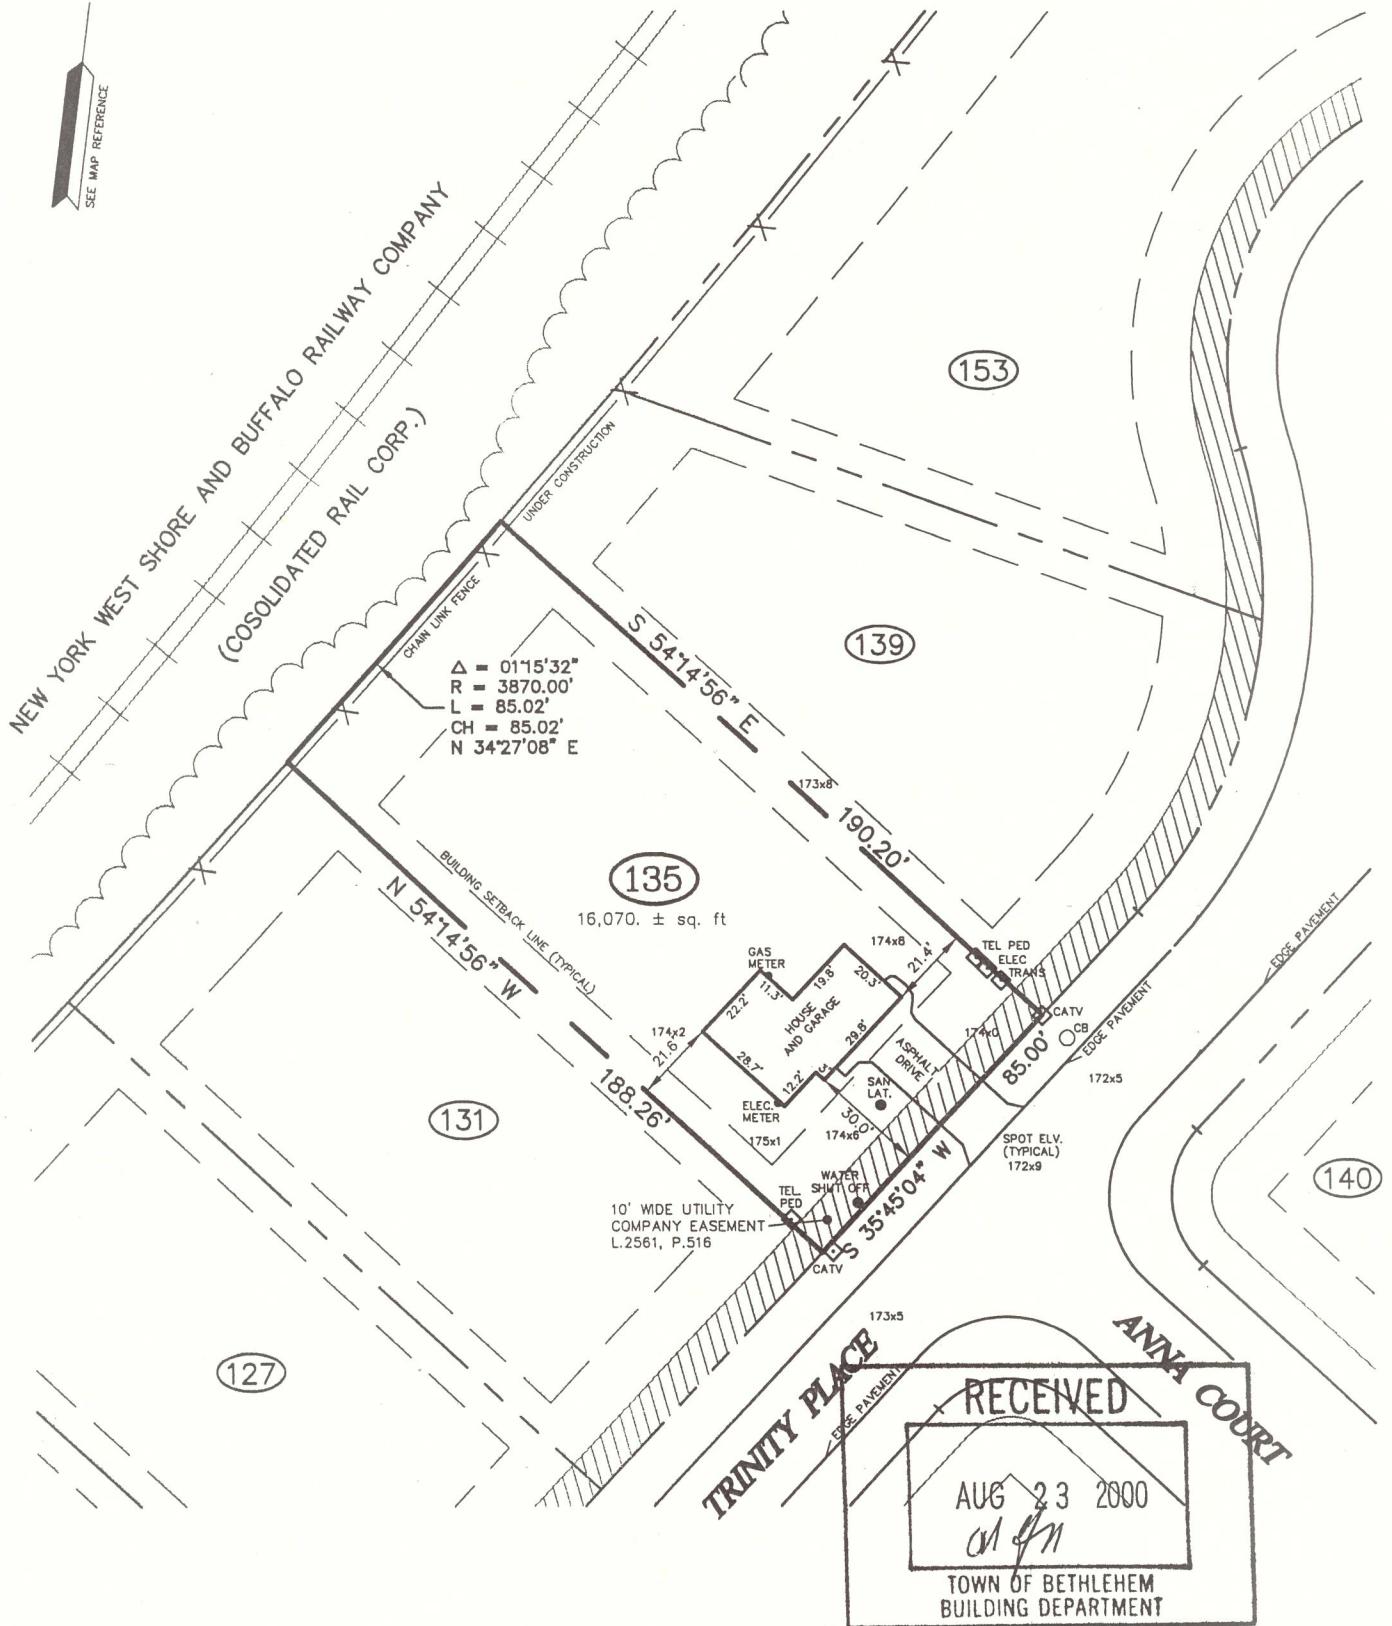 SEE MAP REFERENCE
NEW YORK WEST SHORE AND BUFFALO RAILWAY COMPANY
(COSOLIDATED RAIL CORP.)
UNDER CONSTRUCTION
CHAIN LINK FENCE
153
139
Δ = 01°15'32"
R = 3870.00'
L = 85.02'
CH = 85.02'
N 34°27'08" E
S 54°14'56" E
190.20'
173x8
135
16,070. ± sq. ft
BUILDING SETBACK LINE (TYPICAL)
N 54°14'56" W
188.26'
GAS
METER
174x8
21.4'
TEL PED
ELEC
TRANS
11.3'
19.8'
20.3'
22.2'
HOUSE
AND GARAGE
29.8'
28.7'
12.2'
174x2
21.6'
ASPHALT
DRIVE
174x0
CATV
CB
85.00'
EDGE PAVEMENT
EDGE PAVEMENT
172x5
SAN
LAT.
ELEC.
METER
30.0'
175x1
174x6
SPOT ELV.
(TYPICAL)
172x9
131
140
WATER
SHUT OFF
TEL.
PED
10' WIDE UTILITY
COMPANY EASEMENT
L.2561, P.516
S 35°45'04" W
CATV
173x5
127
TRINITY PLACE
EDGE PAVEMENT
ANNA COURT
RECEIVED
AUG 23 2000
TOWN OF BETHLEHEM
BUILDING DEPARTMENT